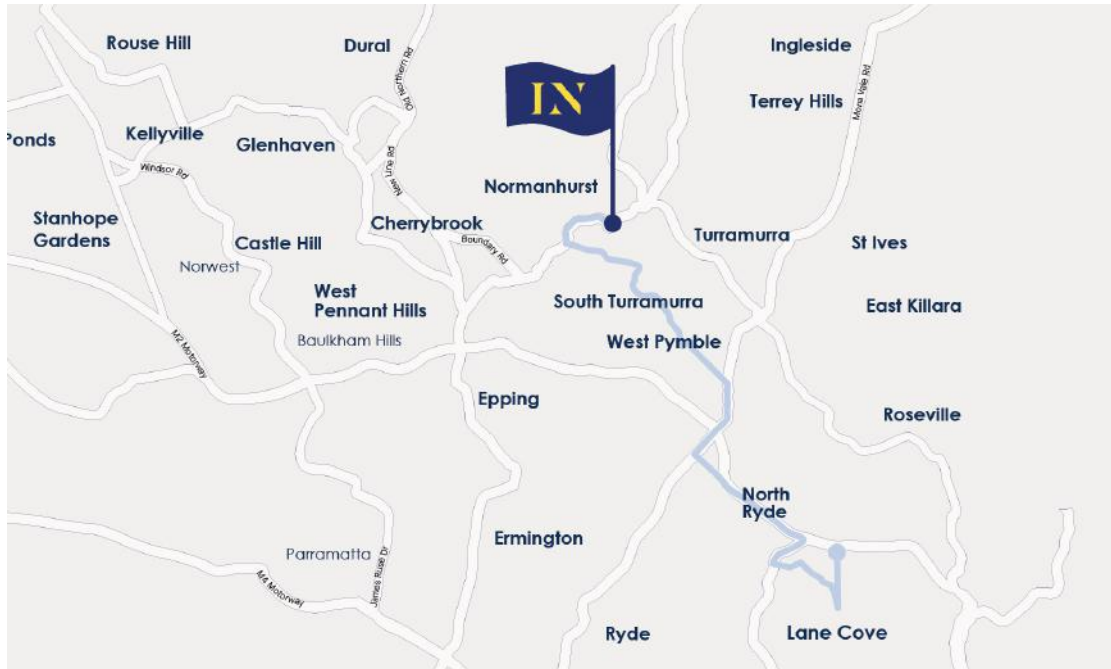 Rouse Hill
Dural
Ingleside
Old Northern Rd
IN
Terrey Hills
Mona Vale Rd
Ponds
Kellyville
Glenhaven
Windsor Rd
New Line Rd
Normanhurst
Stanhope
Gardens
Castle Hill
Cherrybrook
Boundary Rd
Turramurra
St Ives
Norwest
West
Pennant Hills
South Turramurra
East Killara
M2 Motorway
Baulkham Hills
West Pymble
Epping
Roseville
North
Ryde
Ermington
Parramatta
James Ruse Dr
M4 Motorway
Ryde
Lane Cove